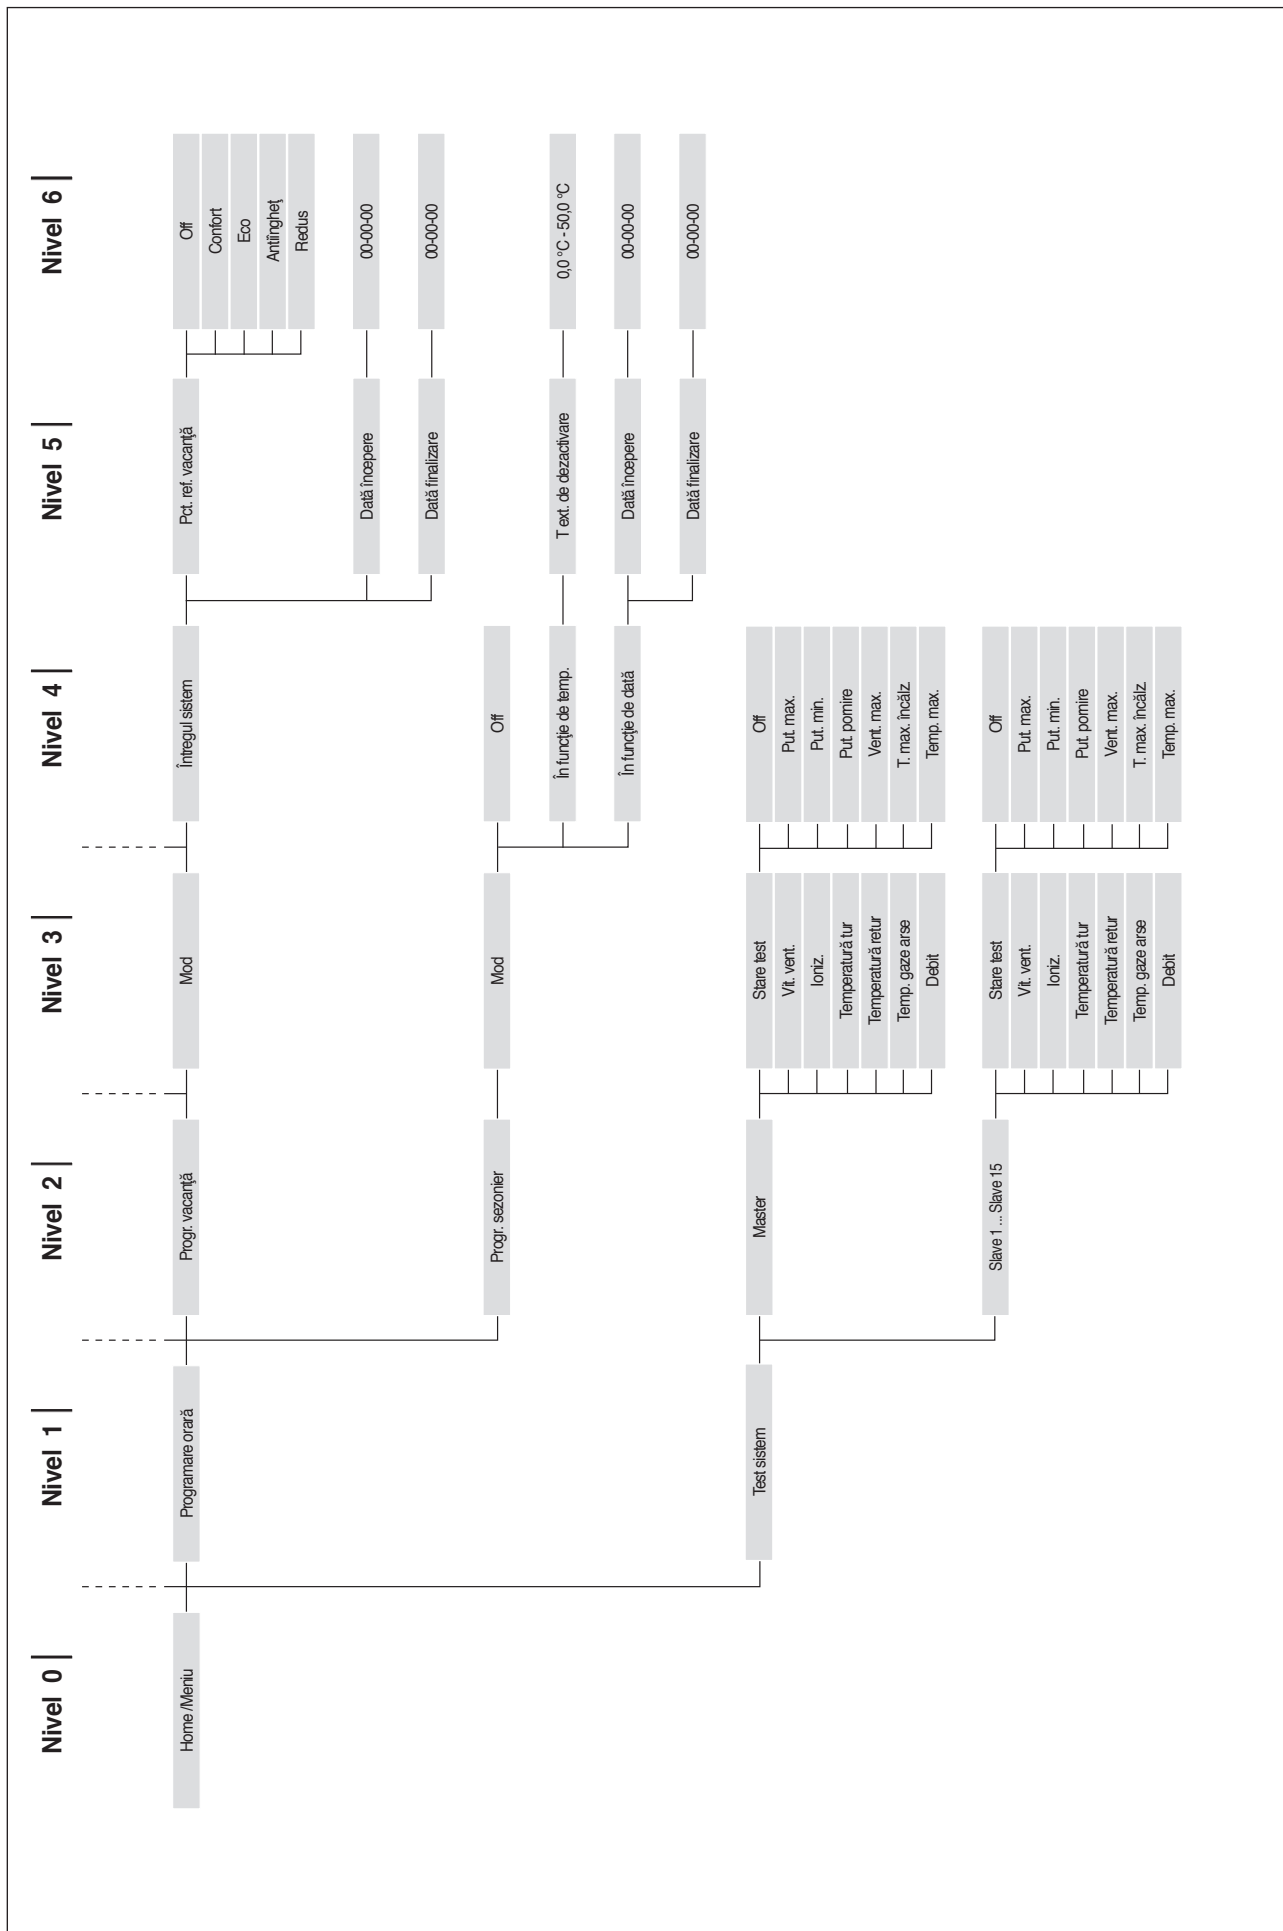 Nivel 0
Nivel 1
Nivel 2
Nivel 3
Nivel 4
Nivel 5
Nivel 6
Home /Meniu
Programare orară
Progr. vacanţă
Mod
Întregul sistem
Pct. ref. vacanţă
Off
Confort
Eco
Antiîngheţ
Redus
Dată începere
00-00-00
Dată finalizare
00-00-00
Progr. sezonier
Mod
Off
În funcţie de temp.
T ext. de dezactivare
0,0 °C - 50,0 °C
În funcţie de dată
Dată începere
00-00-00
Dată finalizare
00-00-00
Test sistem
Master
Stare test
Vit. vent.
Ioniz.
Temperatură tur
Temperatură retur
Temp. gaze arse
Debit
Off
Put. max.
Put. min.
Put. pornire
Vent. max.
T. max. încălz.
Temp. max.
Slave 1 ... Slave 15
Stare test
Vit. vent.
Ioniz.
Temperatură tur
Temperatură retur
Temp. gaze arse
Debit
Off
Put. max.
Put. min.
Put. pornire
Vent. max.
T. max. încălz.
Temp. max.